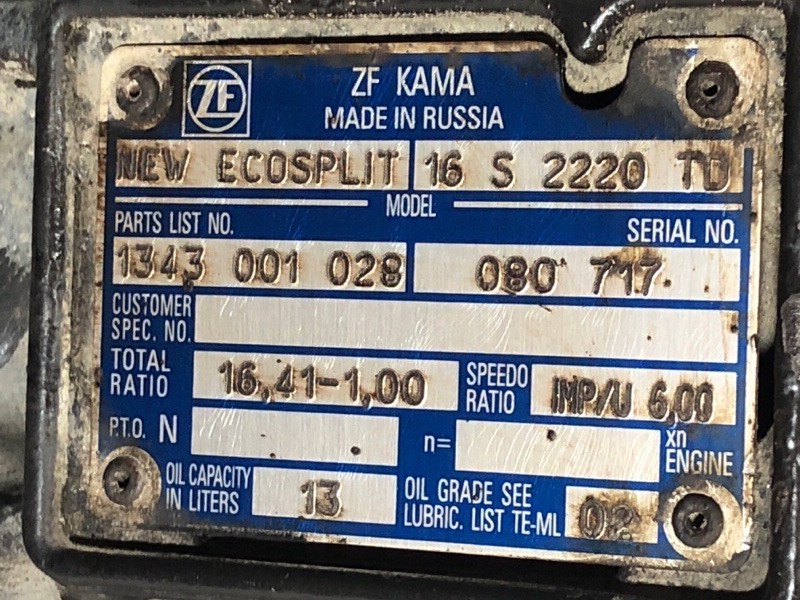 ZF
ZF KAMA
MADE IN RUSSIA
NEW ECOSPLIT 16 S 2220 TD
MODEL
PARTS LIST NO. SERIAL NO.
1343 001 028 080 717
CUSTOMER
SPEC. NO.
TOTAL
RATIO 16,41-1,00 SPEEDO
RATIO IMP/U 6,00
P.T.O. N n= xn
ENGINE
OIL CAPACITY
IN LITERS 13 OIL GRADE SEE
LUBRIC. LIST TE-ML 02